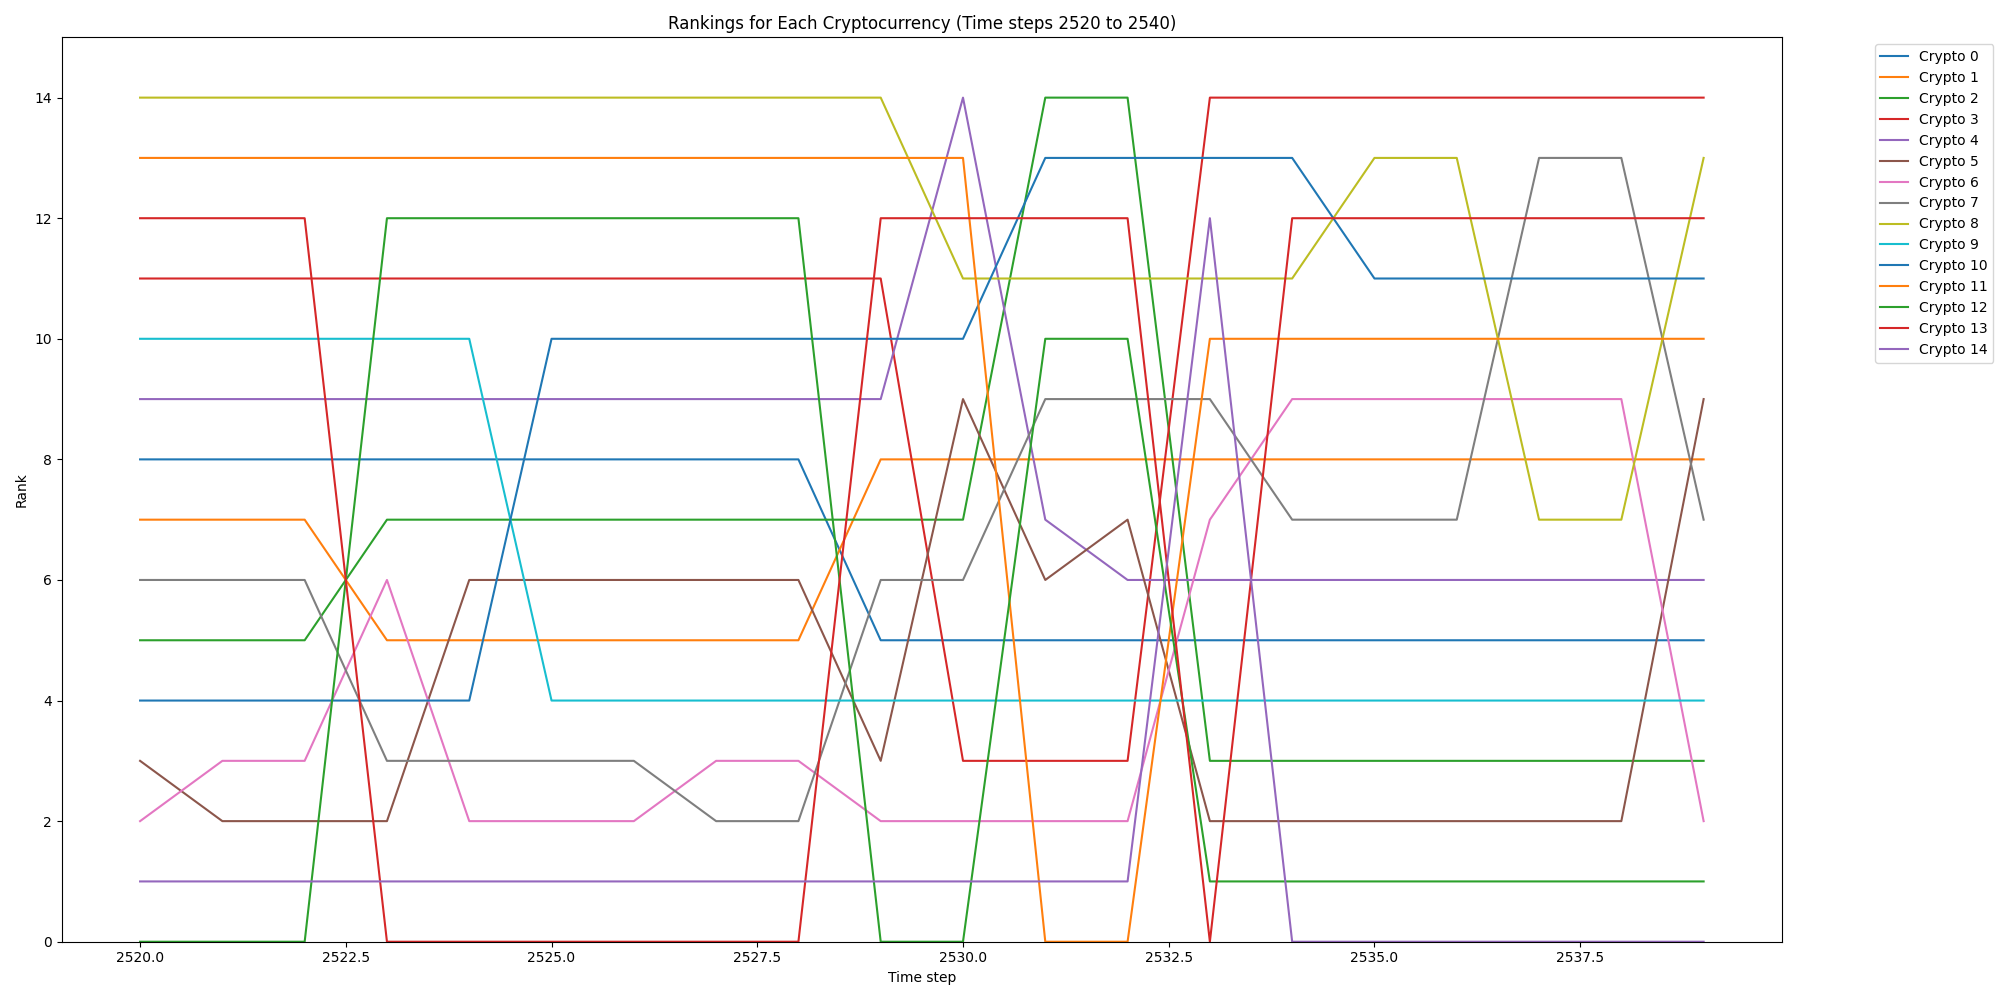 Rankings for Each Cryptocurrency (Time steps 2520 to 2540)
Crypto 0
Crypto 1
Crypto 2
Crypto 3
Crypto 4
Crypto 5
Crypto 6
Crypto 7
Crypto 8
Crypto 9
Crypto 10
Crypto 11
Crypto 12
Crypto 13
Crypto 14
Rank
14
12
10
8
6
4
2
0
2520.0 2522.5 2525.0 2527.5 2530.0 2532.5 2535.0 2537.5
Time step